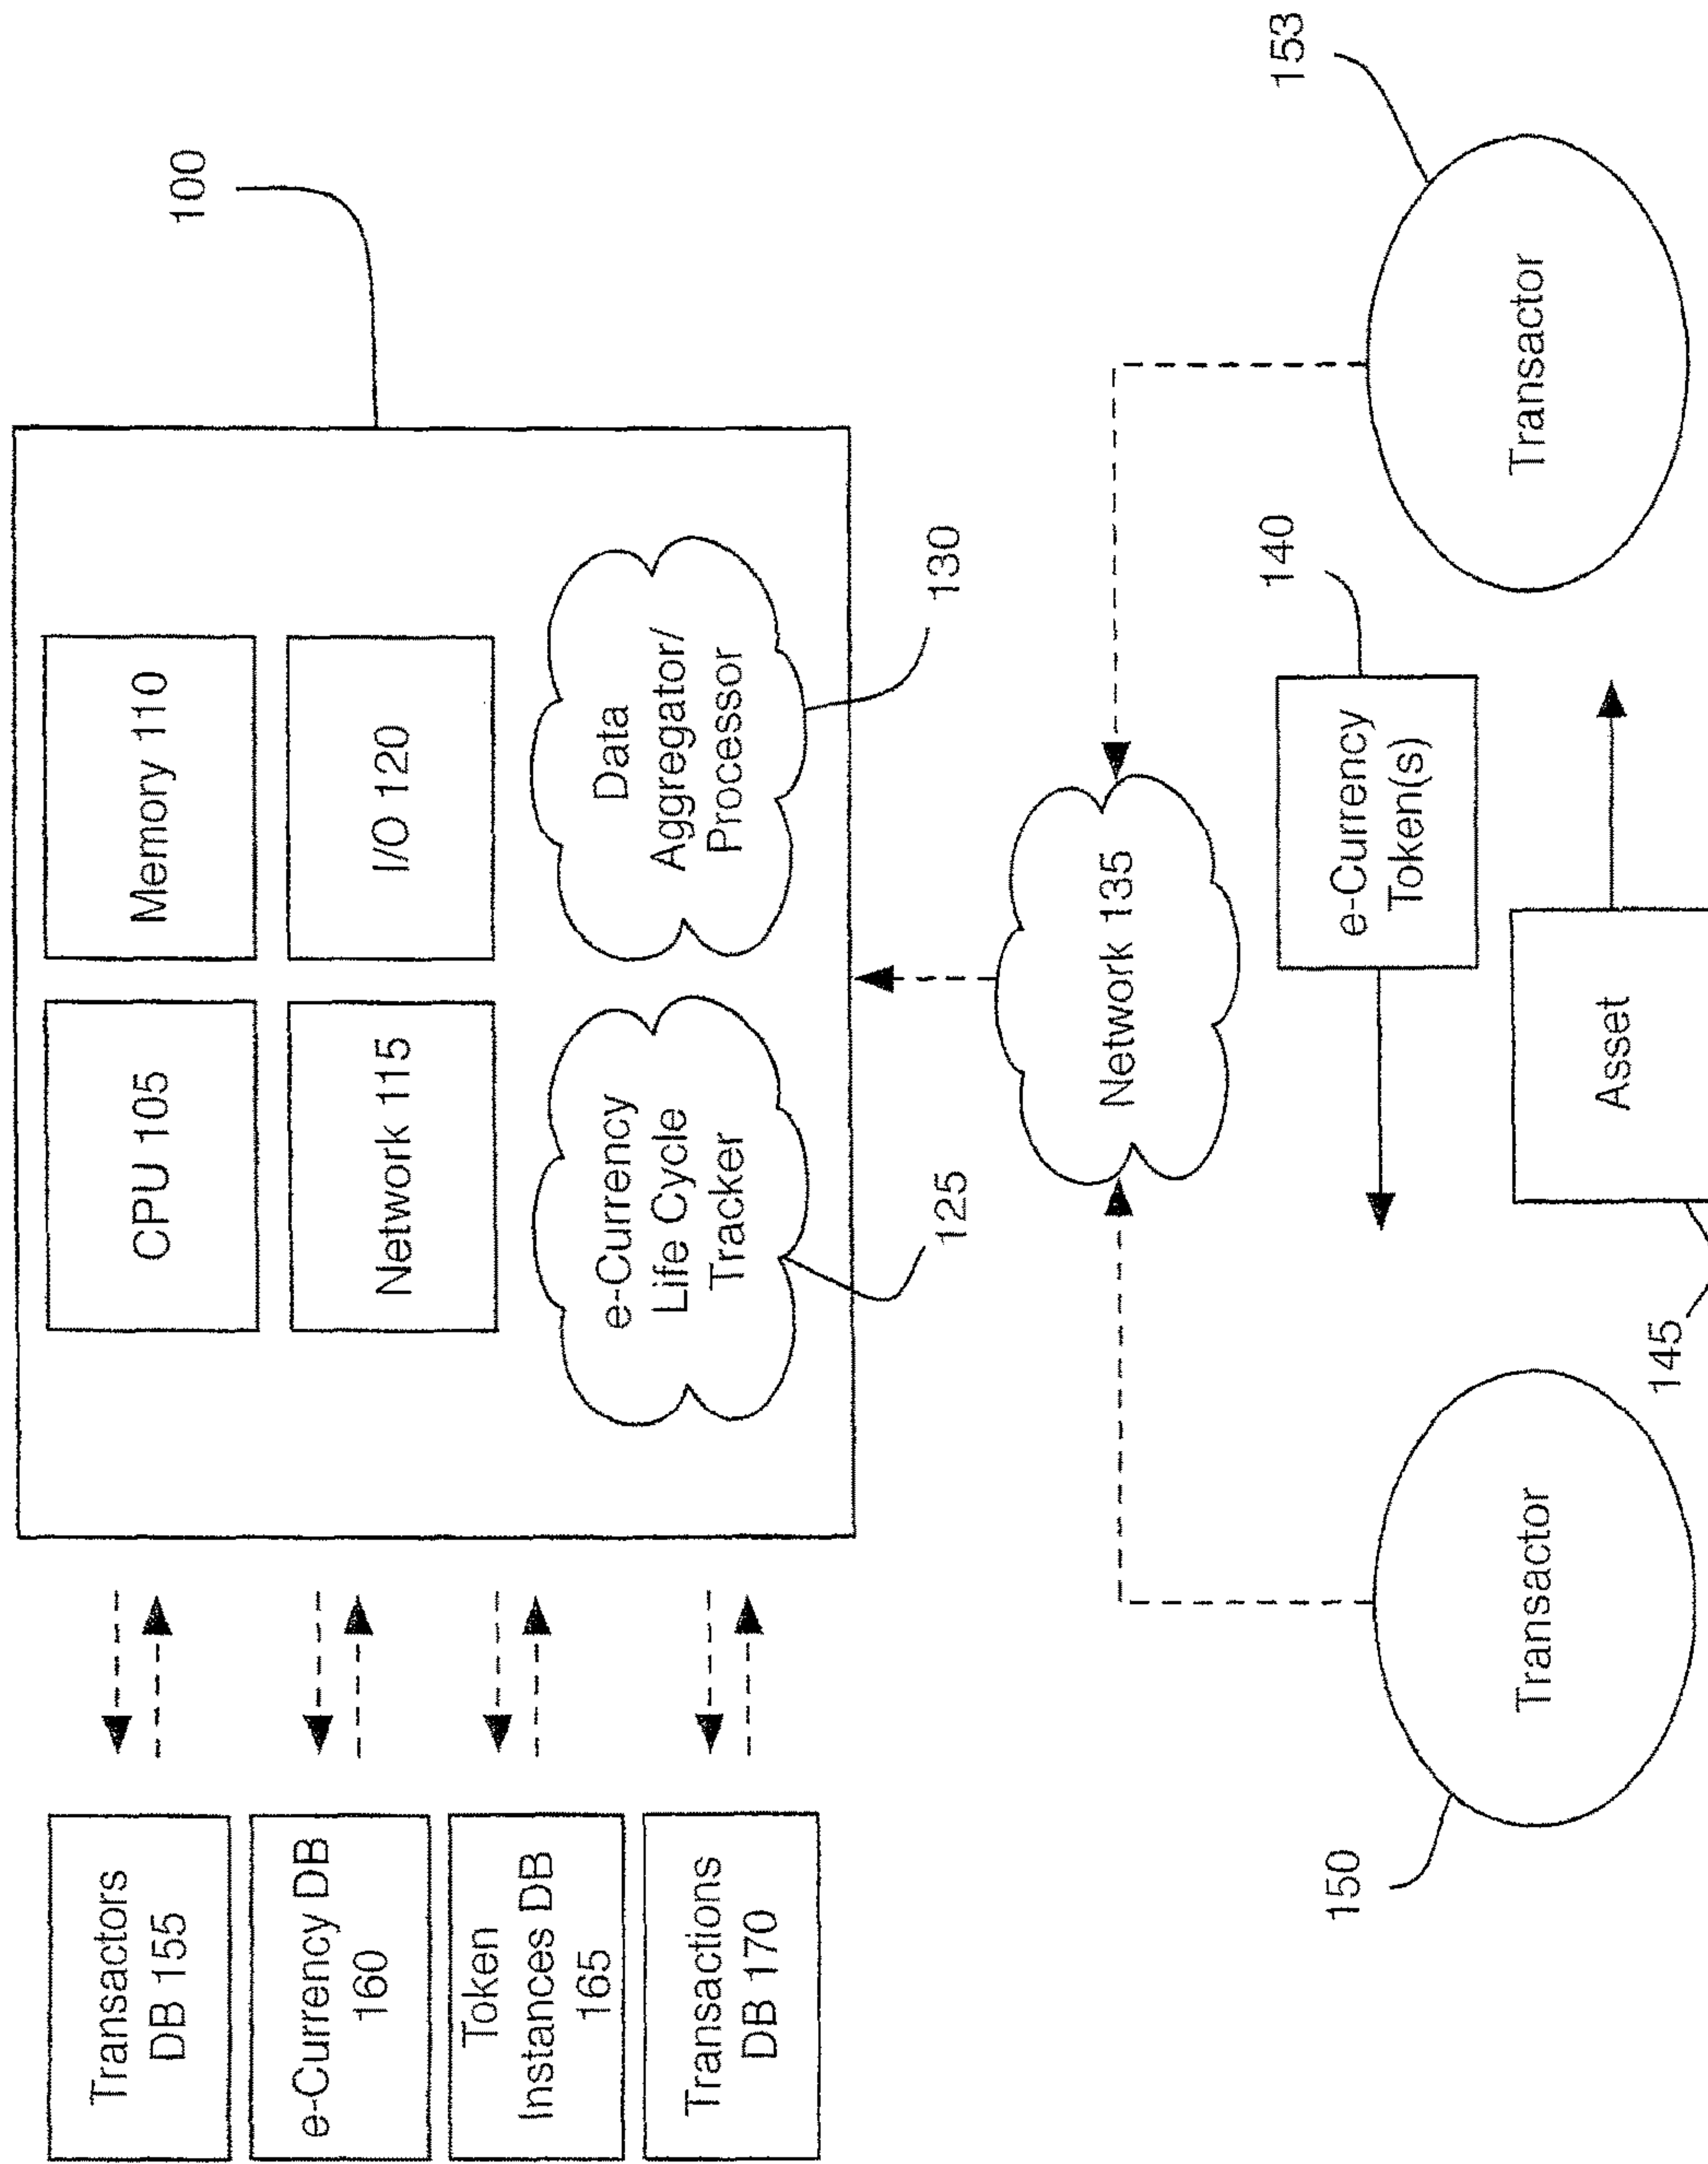 100
Transactors
DB 155
e-Currency DB
160
Token
Instances DB
165
Transactions
DB 170
CPU 105
Memory 110
Network 115
I/O 120
e-Currency
Life Cycle
Tracker
Data
Aggregator/
Processor
125
130
Network 135
140
e-Currency
Token(s)
150
Transactor
Asset
145
153
Transactor